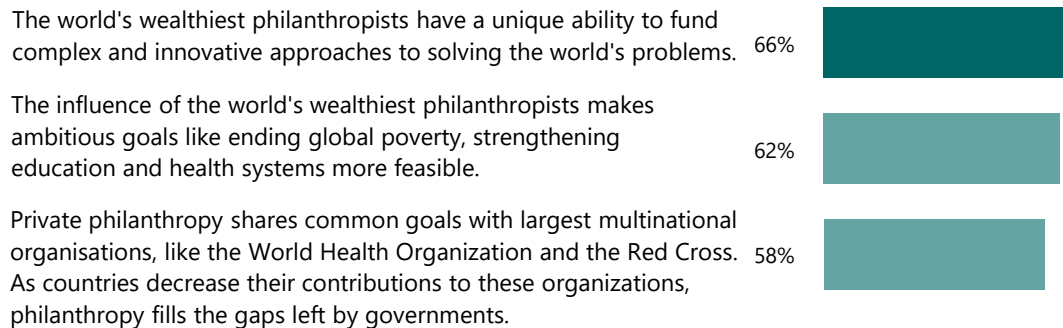 The world's wealthiest philanthropists have a unique ability to fund
complex and innovative approaches to solving the world's problems.
66%
The influence of the world's wealthiest philanthropists makes
ambitious goals like ending global poverty, strengthening
education and health systems more feasible.
62%
Private philanthropy shares common goals with largest multinational
organisations, like the World Health Organization and the Red Cross.
As countries decrease their contributions to these organizations,
philanthropy fills the gaps left by governments.
58%